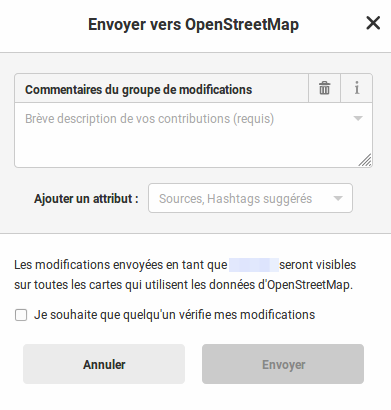 Envoyer vers OpenStreetMap
Commentaires du groupe de modifications
Brève description de vos contributions (requis)
Ajouter un attribut :
Sources, Hashtags suggérés
Les modifications envoyées en tant que seront visibles
sur toutes les cartes qui utilisent les données d'OpenStreetMap.
Je souhaite que quelqu'un vérifie mes modifications
Annuler
Envoyer